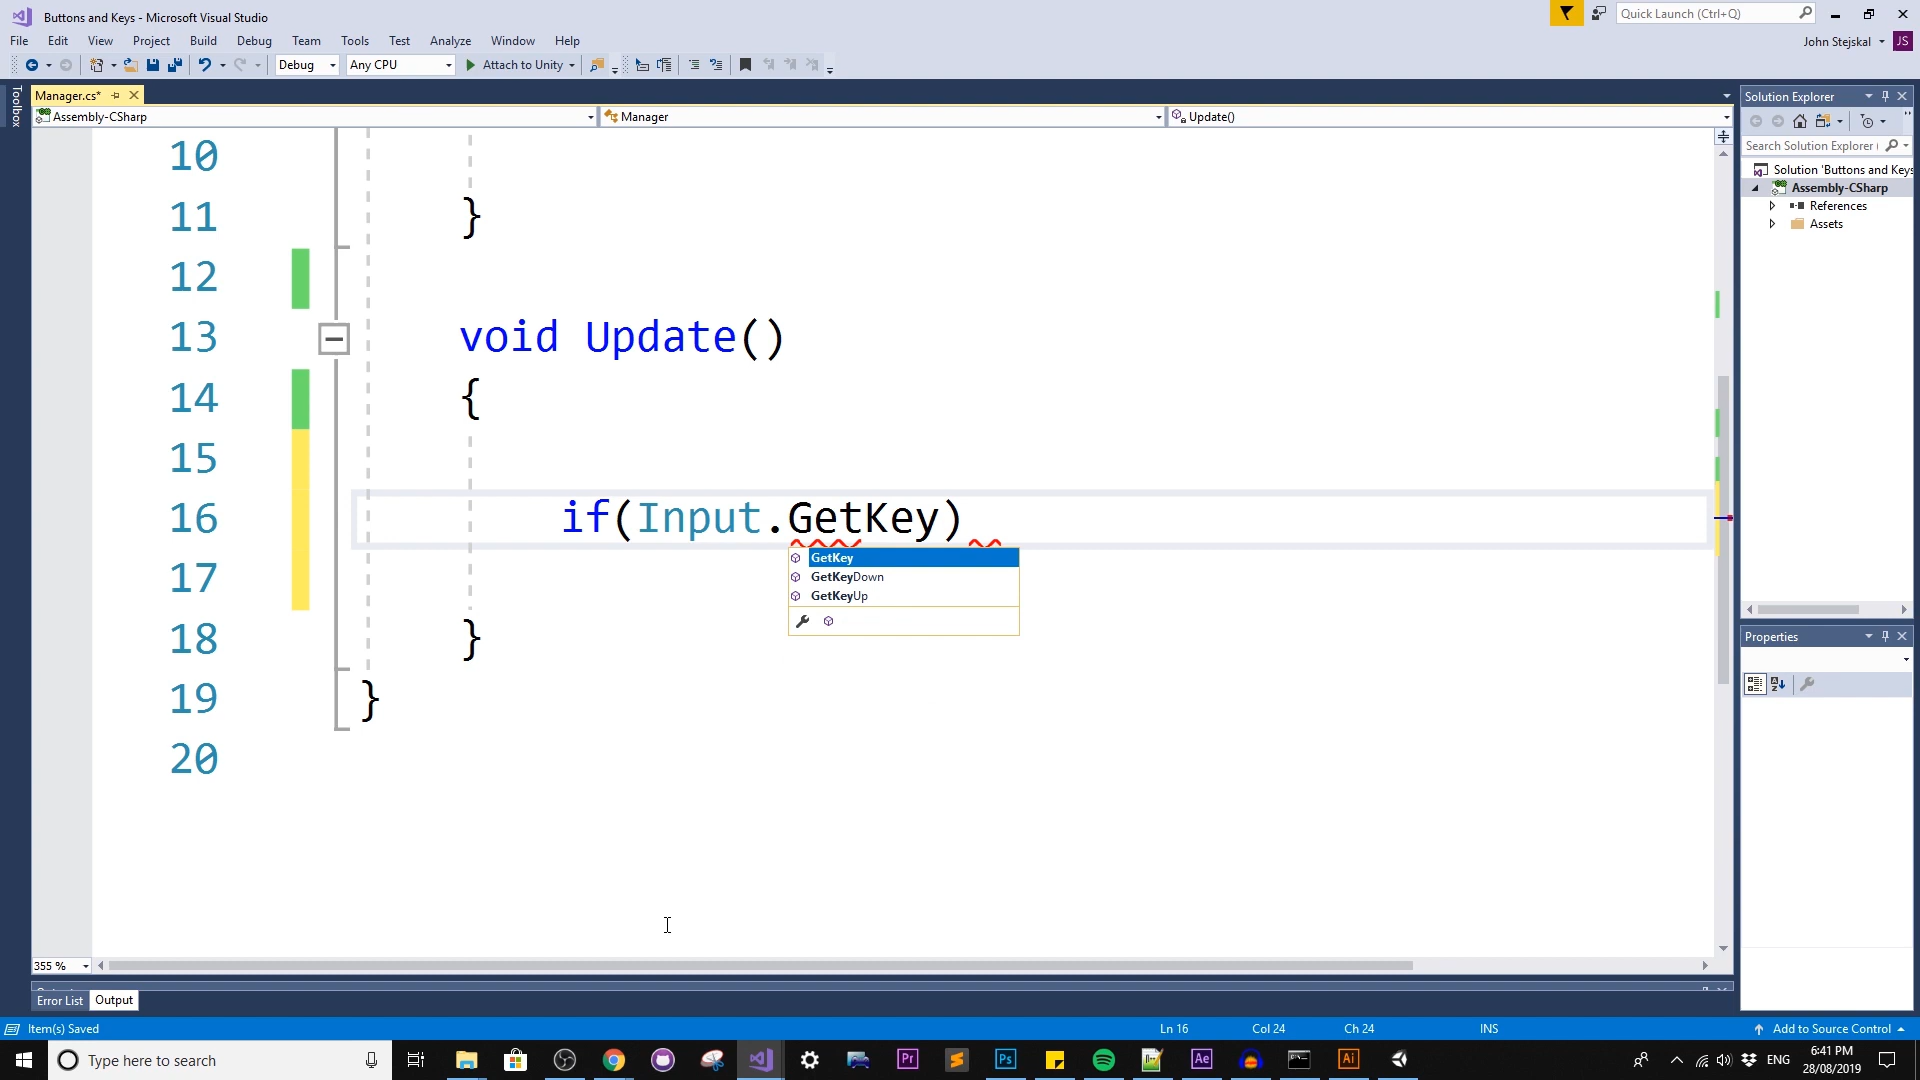 Buttons and Keys - Microsoft Visual Studio
Quick Launch (Ctrl+Q)
File Edit View Project Build Debug Team Tools Test Analyze Window Help
John Stejskal JS
Debug Any CPU Attach to Unity
Toolbox
Manager.cs*
Assembly-CSharp Manager Update()
Solution Explorer
Search Solution Explorer (
Solution 'Buttons and Keys
Assembly-CSharp
References
Assets
10
11 }
12
13 void Update()
14 {
15
16 if(Input.GetKey)
GetKey
GetKeyDown
GetKeyUp
17
18 }
19 }
20
Properties
355 %
Error List Output
Item(s) Saved Ln 16 Col 24 Ch 24 INS Add to Source Control
Type here to search
Pr Ps Ae Ai
ENG
6:41 PM
28/08/2019